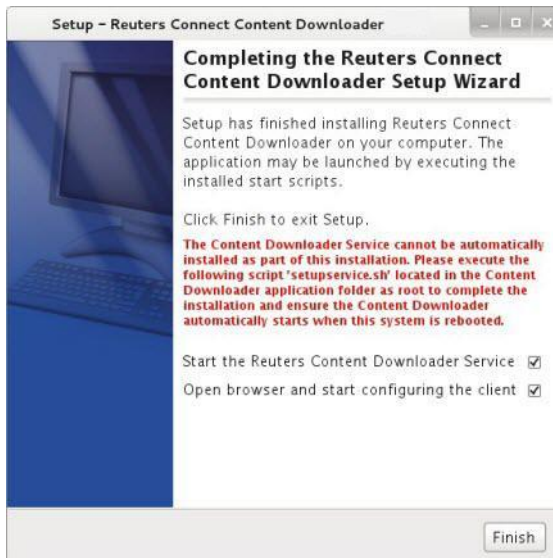 Setup – Reuters Connect Content Downloader
Completing the Reuters Connect
Content Downloader Setup Wizard
Setup has finished installing Reuters Connect
Content Downloader on your computer. The
application may be launched by executing the
installed start scripts.
Click Finish to exit Setup.
The Content Downloader Service cannot be automatically
installed as part of this installation. Please execute the
following script 'setupservice.sh' located in the Content
Downloader application folder as root to complete the
installation and ensure the Content Downloader
automatically starts when this system is rebooted.
Start the Reuters Content Downloader Service
Open browser and start configuring the client
Finish